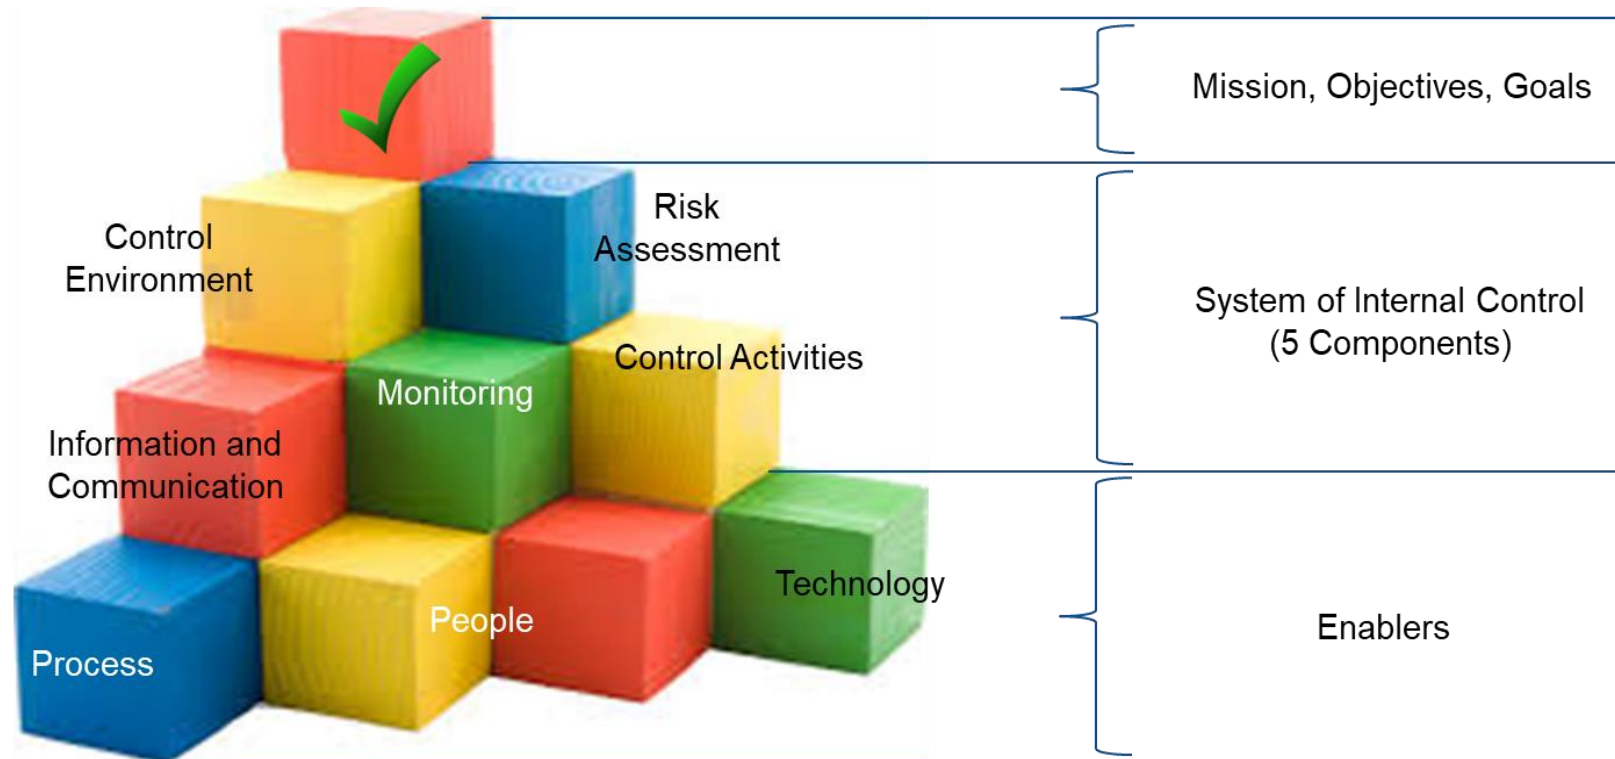 Mission, Objectives, Goals
Control
Environment
Risk
Assessment
System of Internal Control
(5 Components)
Control Activities
Monitoring
Information and
Communication
Technology
People
Enablers
Process